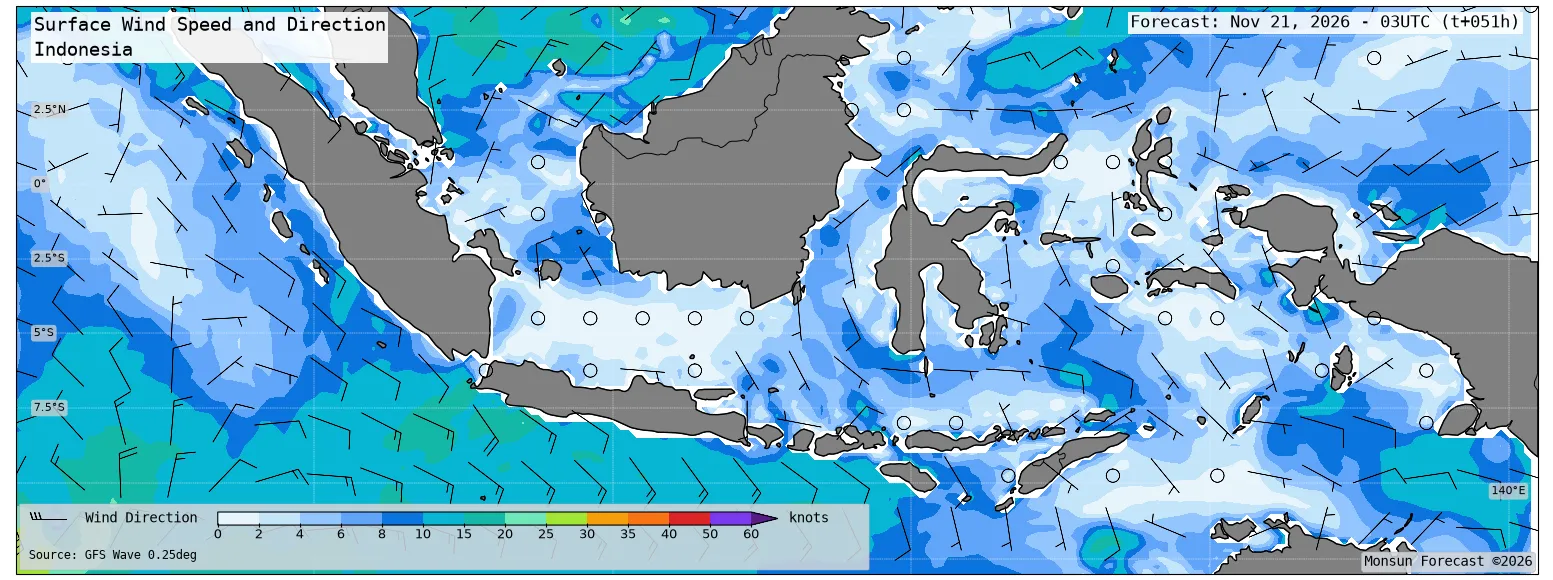 Surface Wind Speed and Direction
Indonesia
Forecast: Nov 21, 2026 - 03UTC (t+051h)
2.5°N
0°
2.5°S
5°S
7.5°S
140°E
Wind Direction
0 2 4 6 8 10 15 20 25 30 35 40 50 60
knots
Source: GFS Wave 0.25deg
Monsun Forecast ©2026